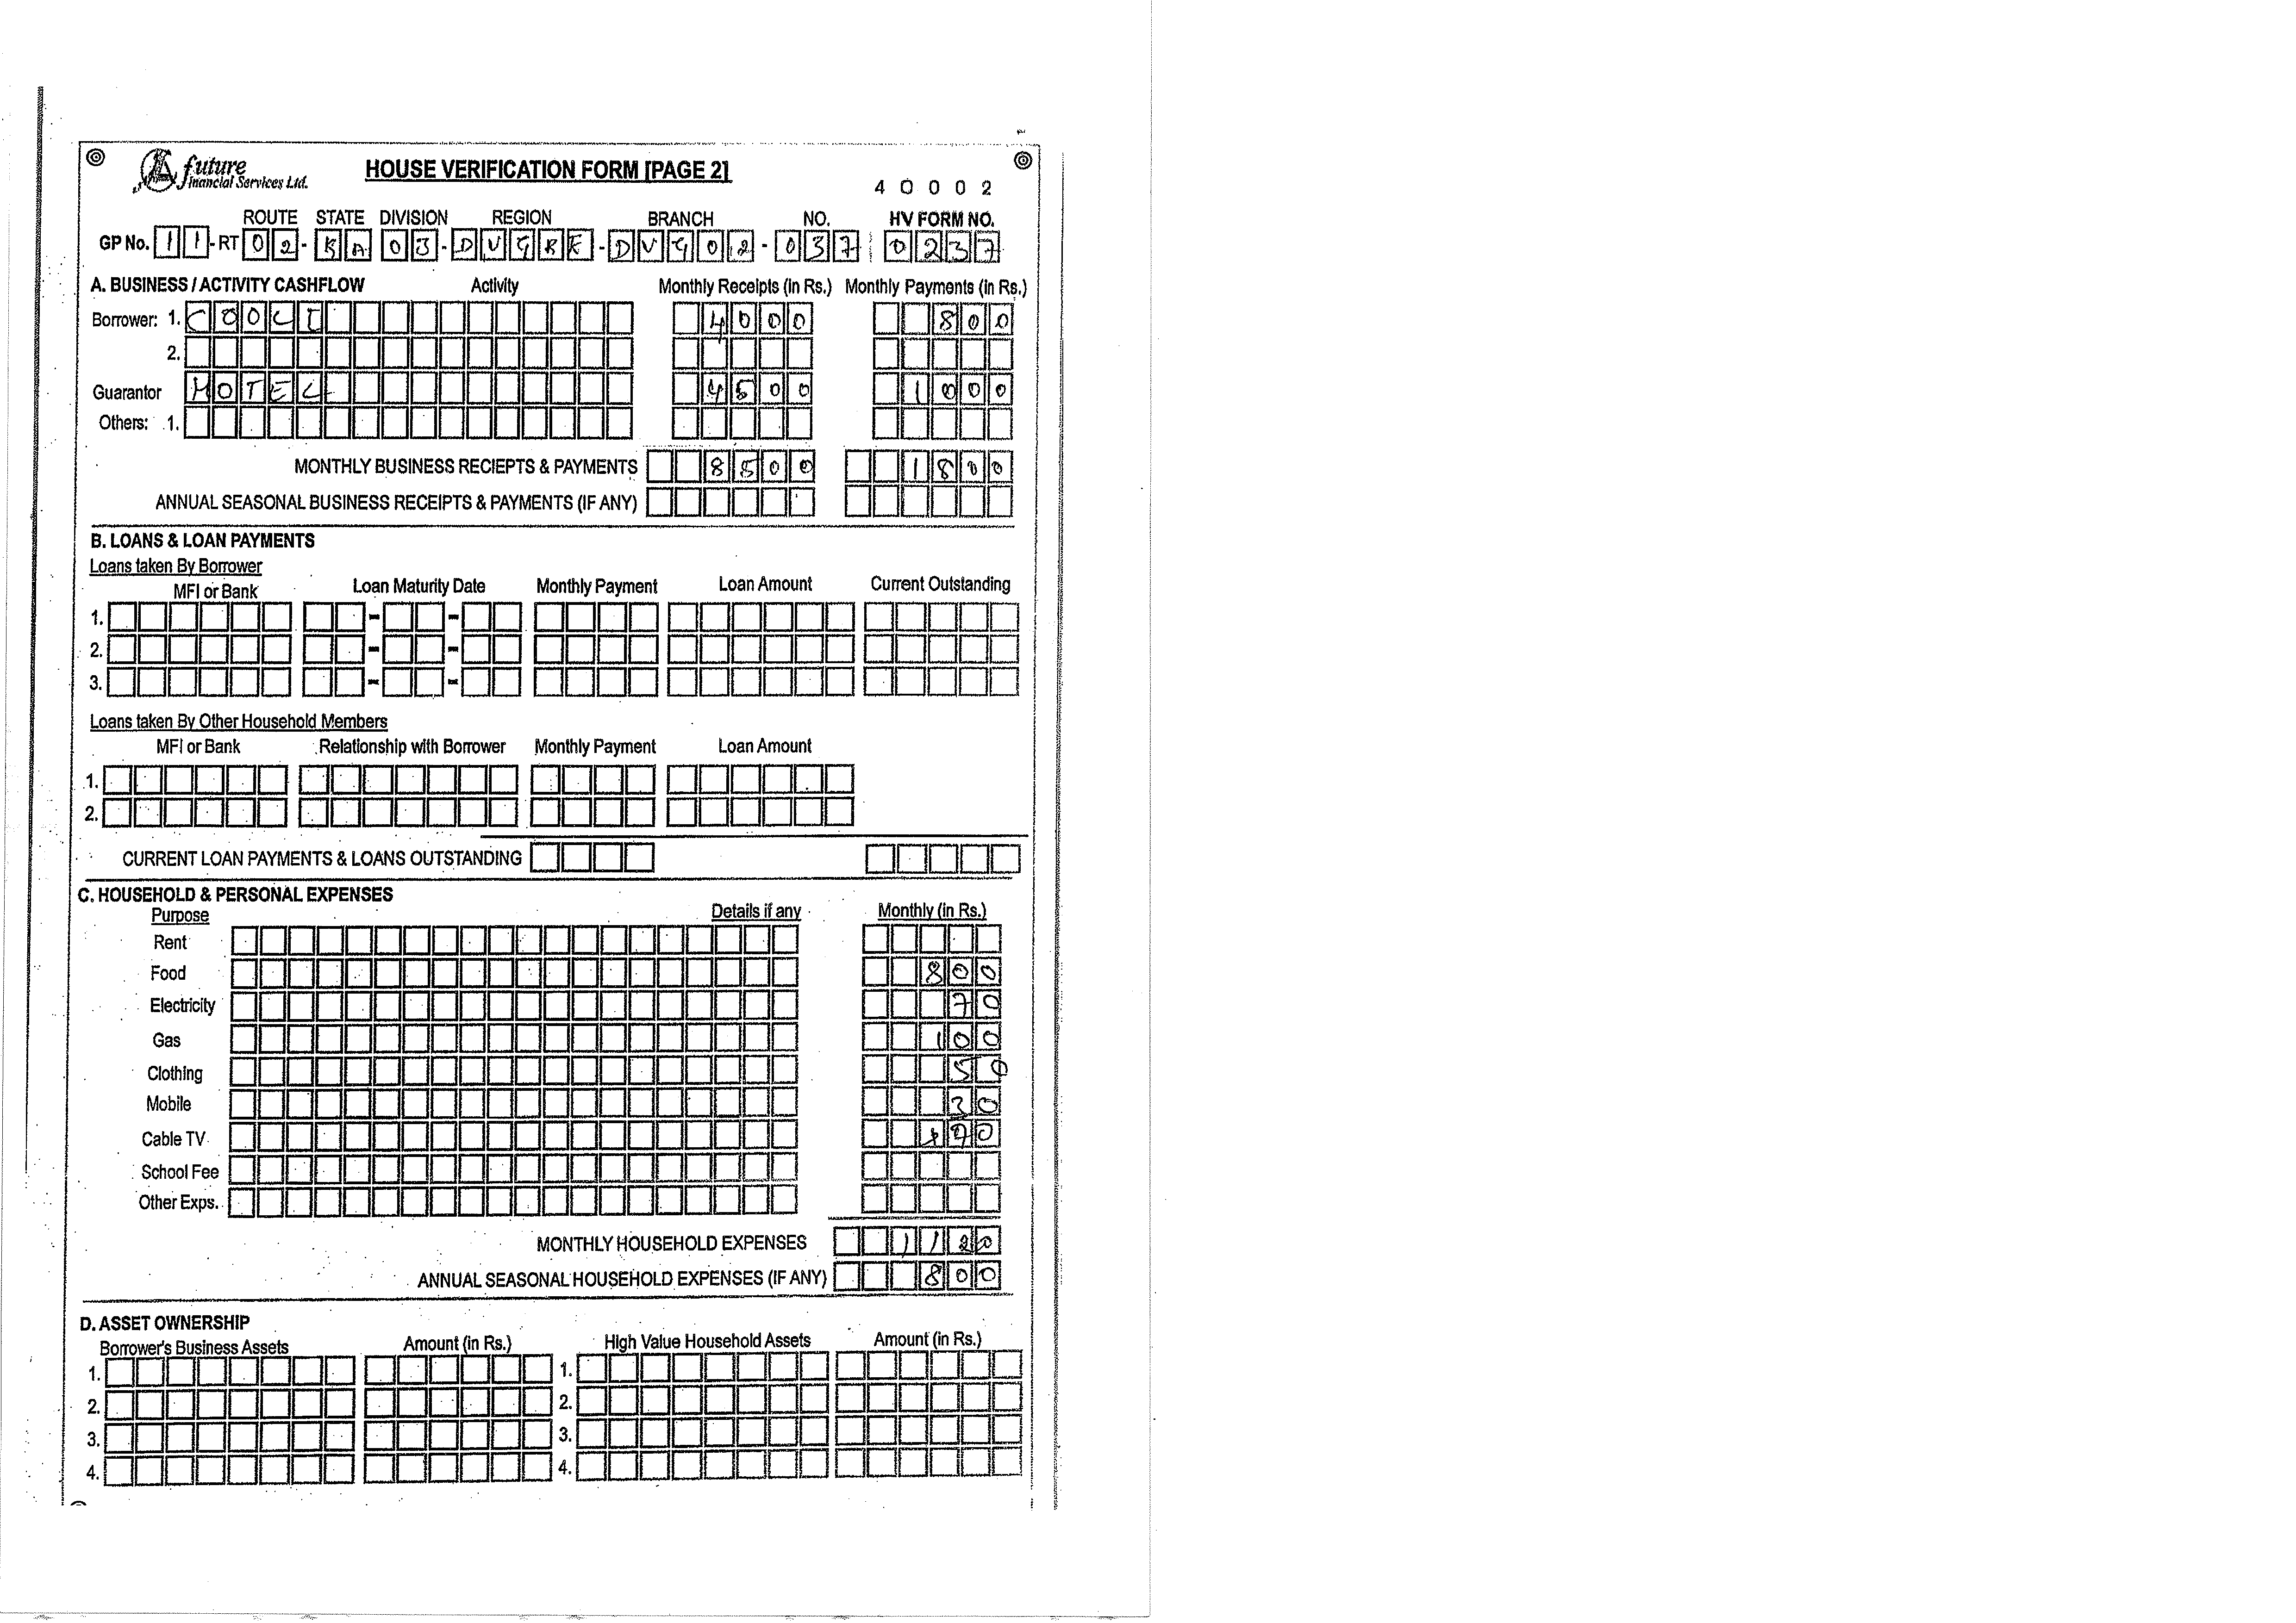 future
Financial Services Ltd.
HOUSE VERIFICATION FORM [PAGE 2]
4 0 0 0 2
ROUTE STATE DIVISION REGION BRANCH NO. HV FORM NO.
GP No. 11 - RT 02 - KA 03 - DVGRE - DVG02 - 037 0237
A. BUSINESS / ACTIVITY CASHFLOW Activity Monthly Receipts (in Rs.) Monthly Payments (in Rs.)
Borrower: 1. 4000 800
2.
Guarantor HOTEL 4500 1000
Others: 1.
MONTHLY BUSINESS RECIEPTS & PAYMENTS 8500 1800
ANNUAL SEASONAL BUSINESS RECEIPTS & PAYMENTS (IF ANY)
B. LOANS & LOAN PAYMENTS
Loans taken By Borrower
MFI or Bank Loan Maturity Date Monthly Payment Loan Amount Current Outstanding
1. - -
2. - -
3. - -
Loans taken By Other Household Members
MFI or Bank Relationship with Borrower Monthly Payment Loan Amount
1.
2.
CURRENT LOAN PAYMENTS & LOANS OUTSTANDING
C. HOUSEHOLD & PERSONAL EXPENSES
Purpose Details if any Monthly (in Rs.)
Rent
Food 800
Electricity 70
Gas 100
Clothing 50
Mobile 30
Cable TV 70
School Fee
Other Exps.
MONTHLY HOUSEHOLD EXPENSES 1120
ANNUAL SEASONAL HOUSEHOLD EXPENSES (IF ANY) 800
D. ASSET OWNERSHIP
Borrower's Business Assets Amount (in Rs.) High Value Household Assets Amount (in Rs.)
1. 1.
2. 2.
3. 3.
4. 4.